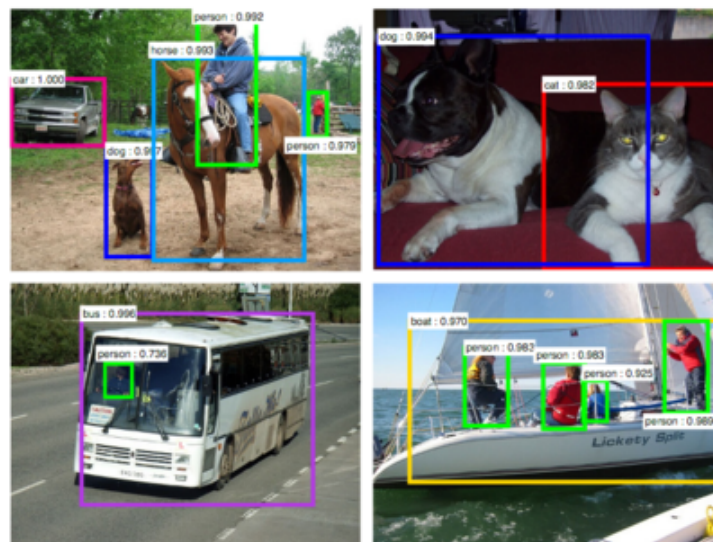 person : 0.992
horse : 0.993
car : 1.000
person : 0.979
dog : 0.997
dog : 0.994
cat : 0.982
bus : 0.996
person : 0.736
boat : 0.970
person : 0.983
person : 0.983
person : 0.925
person : 0.989
Lickety Split